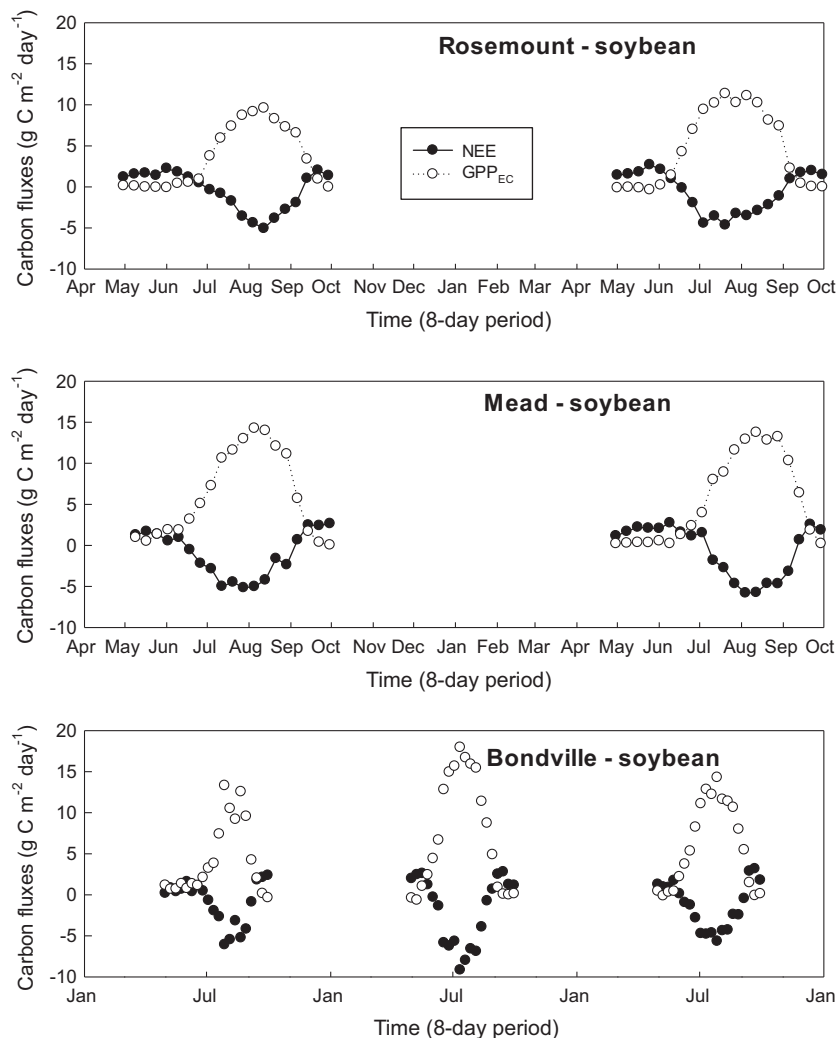 Rosemount - soybean
Carbon fluxes (g C m-2 day-1)
20
15
10
5
0
-5
-10
NEE
GPPEC
Apr May Jun Jul Aug Sep Oct Nov Dec Jan Feb Mar Apr May Jun Jul Aug Sep Oct
Time (8-day period)
Mead - soybean
Carbon fluxes (g C m-2 day-1)
20
15
10
5
0
-5
-10
Apr May Jun Jul Aug Sep Oct Nov Dec Jan Feb Mar Apr May Jun Jul Aug Sep Oct
Time (8-day period)
Bondville - soybean
Carbon fluxes (g C m-2 day-1)
20
15
10
5
0
-5
-10
Jan Jul Jan Jul Jan Jul Jan
Time (8-day period)